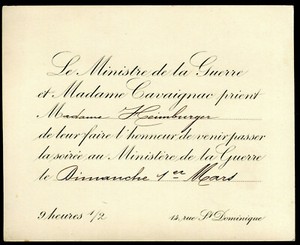 Le Ministre de la Guerre
et Madame Cavaignac prient
Madame Heimburger
de leur faire l'honneur de venir passer
la soirée au Ministère de la Guerre
le Dimanche 1er Mars
9 heures 1/2 14, rue St Dominique